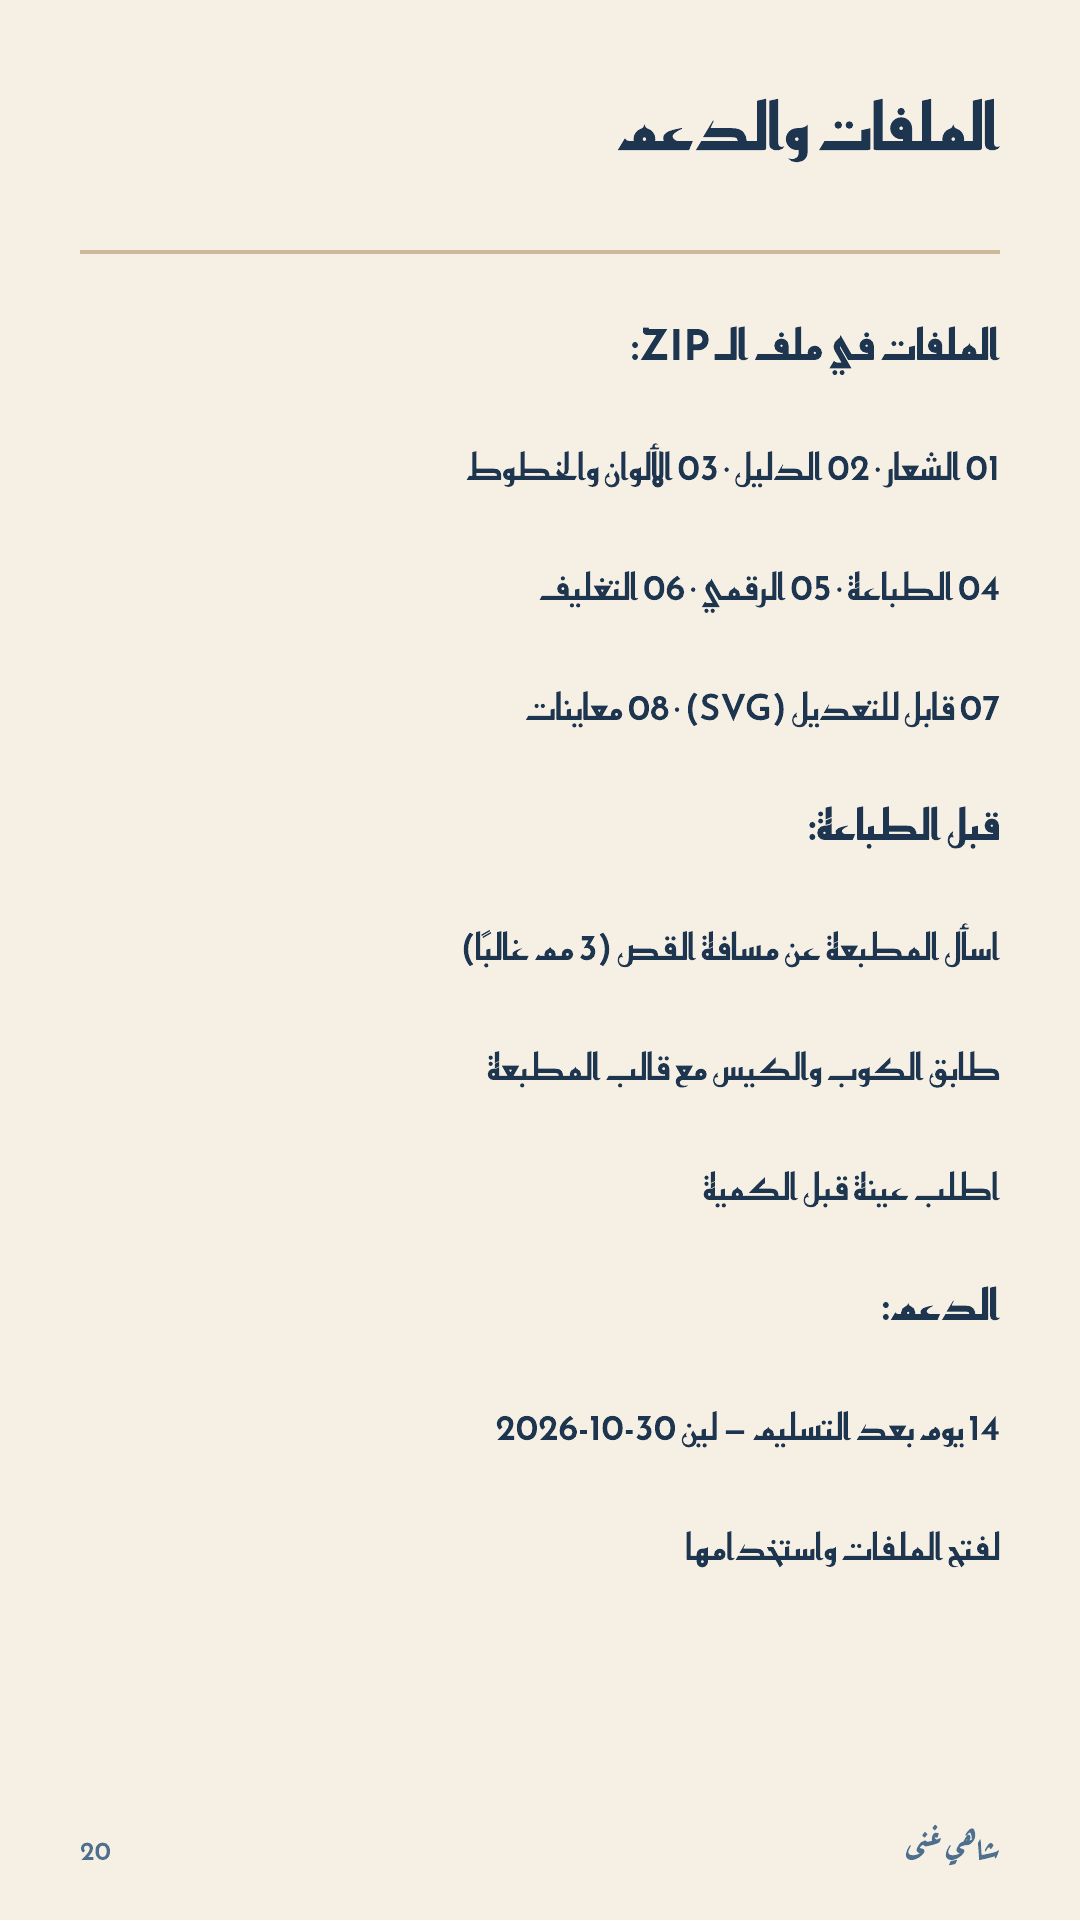 الملفات والدعم
الملفات في ملف الـ ZIP:
01 الشعار · 02 الدليل · 03 الألوان والخطوط
04 الطباعة · 05 الرقمي · 06 التغليف
07 قابل للتعديل (SVG) · 08 معاينات
قبل الطباعة:
اسأل المطبعة عن مسافة القص (3 مم غالبًا)
طابق الكوب والكيس مع قالب المطبعة
اطلب عينة قبل الكمية
الدعم:
14 يوم بعد التسليم — لين 30-10-2026
لفتح الملفات واستخدامها
شاهي غنى
20